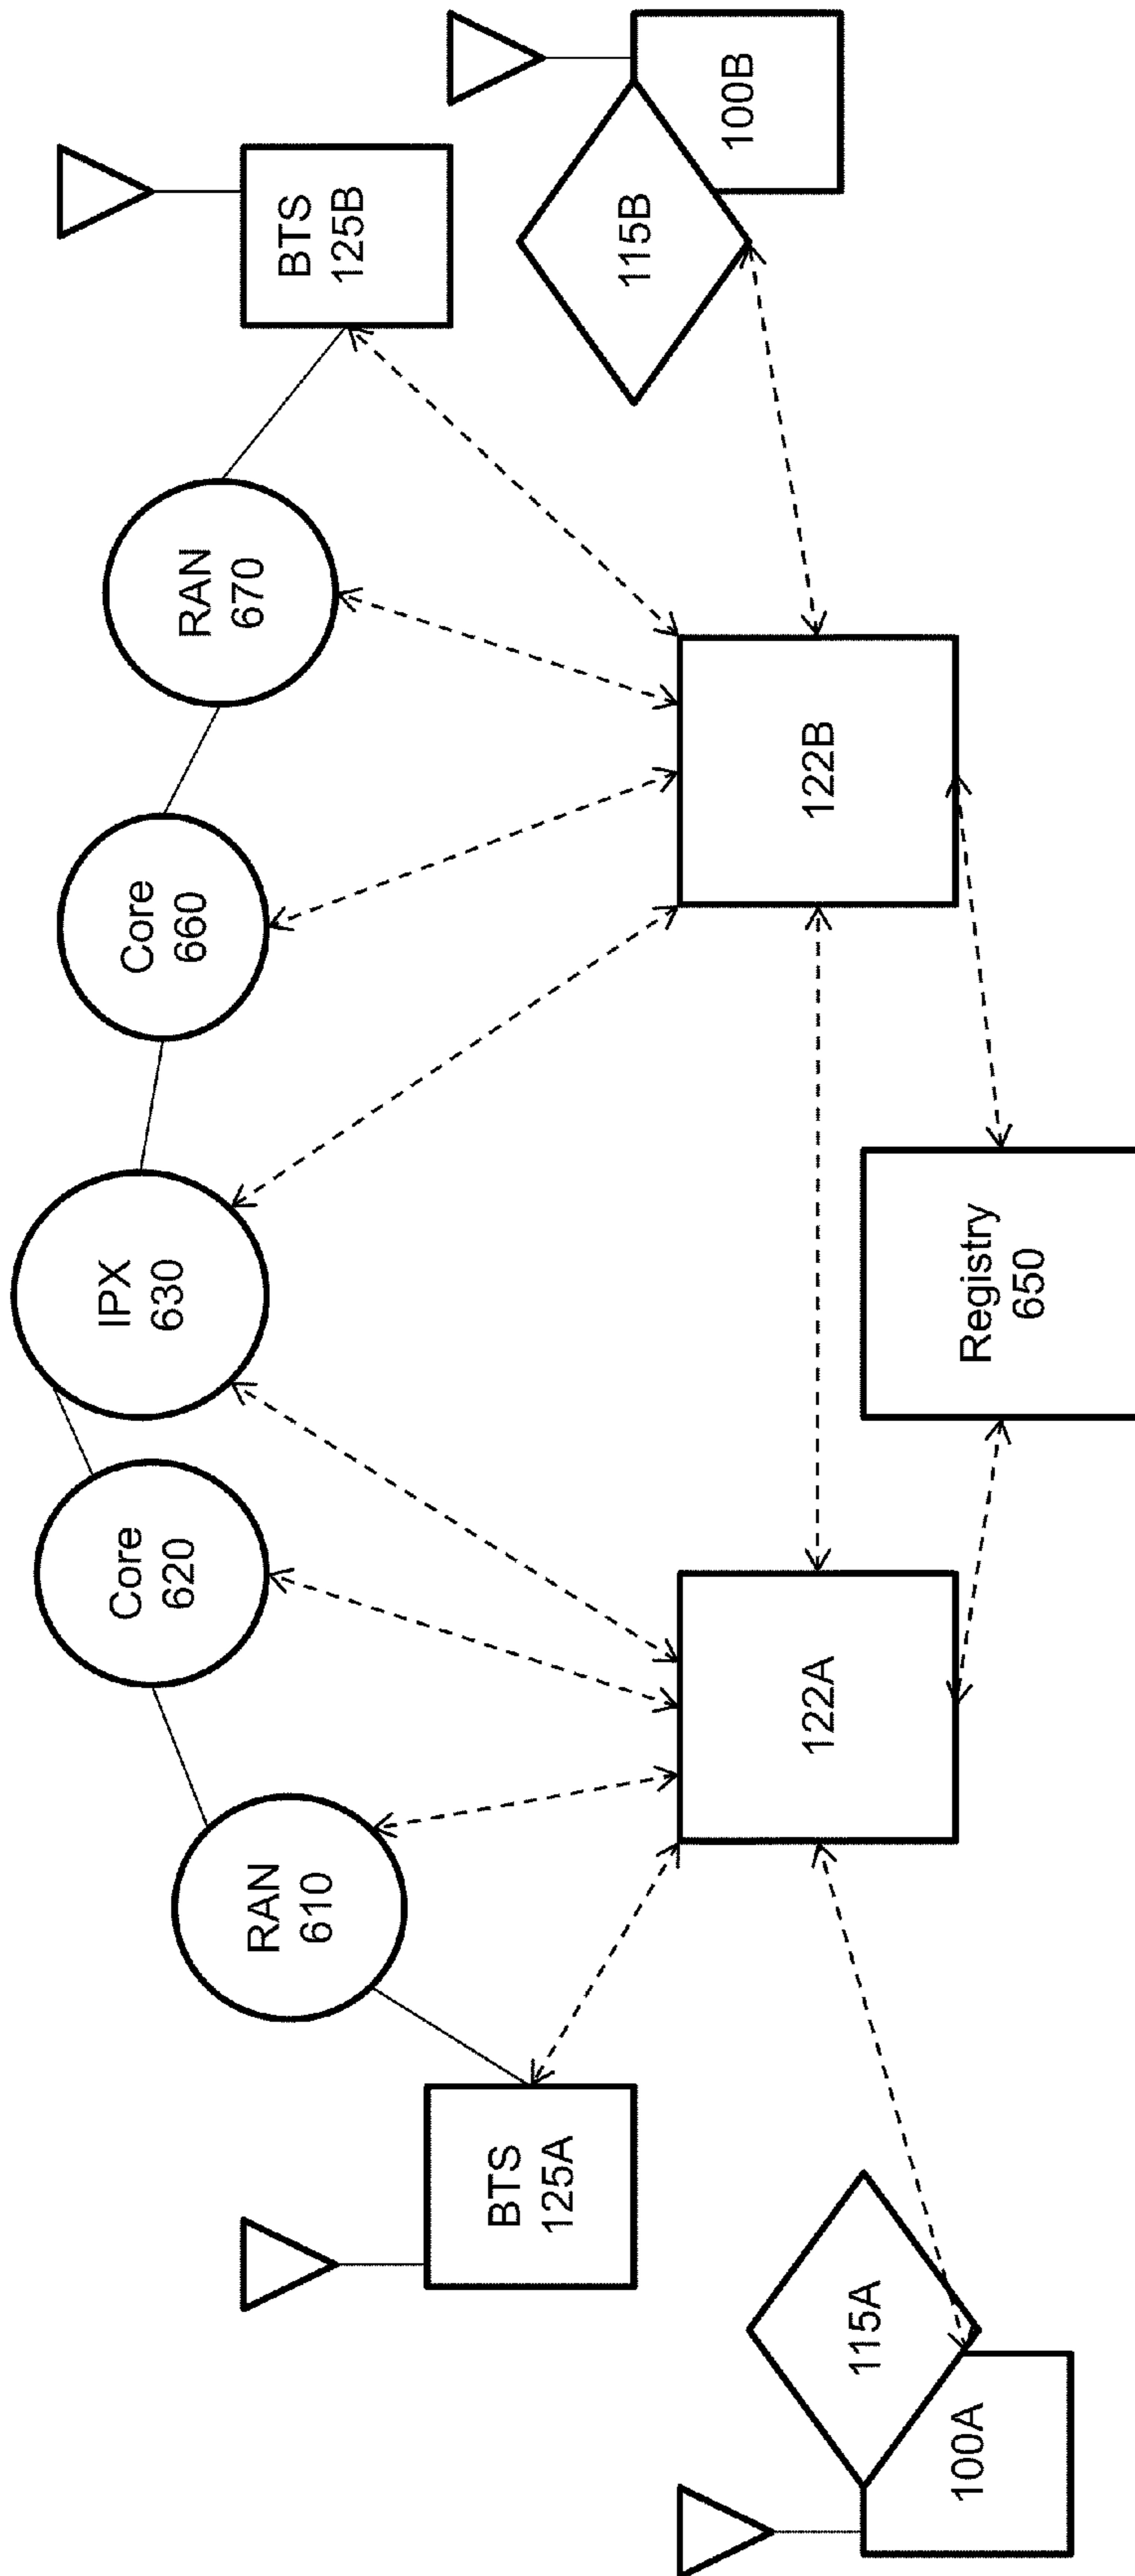 BTS
125A
RAN
610
Core
620
IPX
630
Core
660
RAN
670
BTS
125B
115A
100A
122A
Registry
650
122B
115B
100B